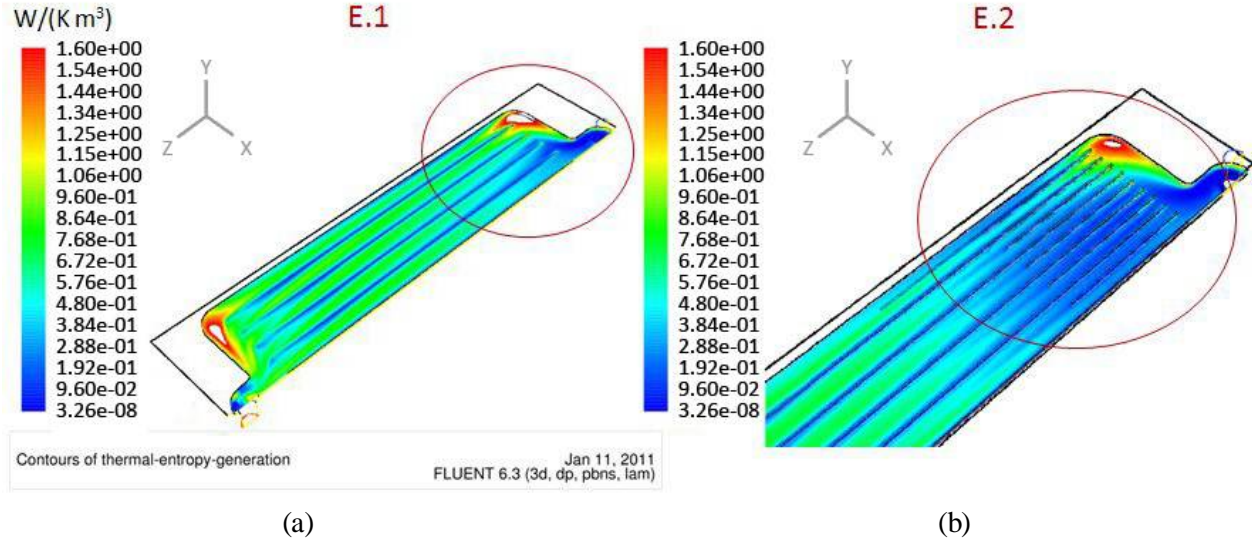 W/(K m³)
E.1
E.2
1.60e+00
1.54e+00
1.44e+00
1.34e+00
1.25e+00
1.15e+00
1.06e+00
9.60e-01
8.64e-01
7.68e-01
6.72e-01
5.76e-01
4.80e-01
3.84e-01
2.88e-01
1.92e-01
9.60e-02
3.26e-08
Y
Z
X
1.60e+00
1.54e+00
1.44e+00
1.34e+00
1.25e+00
1.15e+00
1.06e+00
9.60e-01
8.64e-01
7.68e-01
6.72e-01
5.76e-01
4.80e-01
3.84e-01
2.88e-01
1.92e-01
9.60e-02
3.26e-08
Y
Z
X
Contours of thermal-entropy-generation
Jan 11, 2011
FLUENT 6.3 (3d, dp, pbns, lam)
(a)
(b)